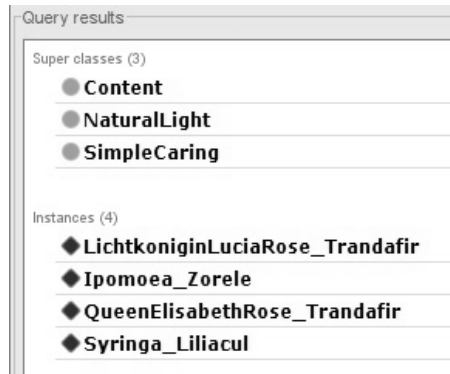 Query results
Super classes (3)
Content
NaturalLight
SimpleCaring
Instances (4)
LichtkoniginLuciaRose_Trandafir
Ipomoea_Zorele
QueenElisabethRose_Trandafir
Syringa_Liliacul